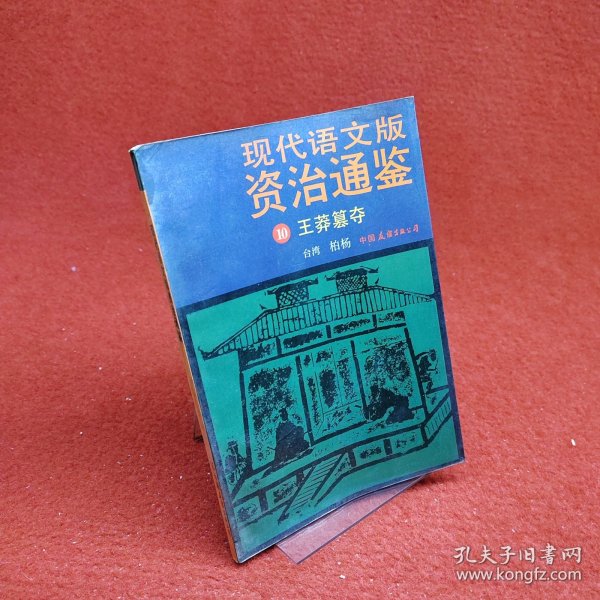 现代语文版
资治通鉴
10 王莽篡夺
台湾 柏杨 中国友谊出版公司
孔夫子旧书网
www.kongfz.com